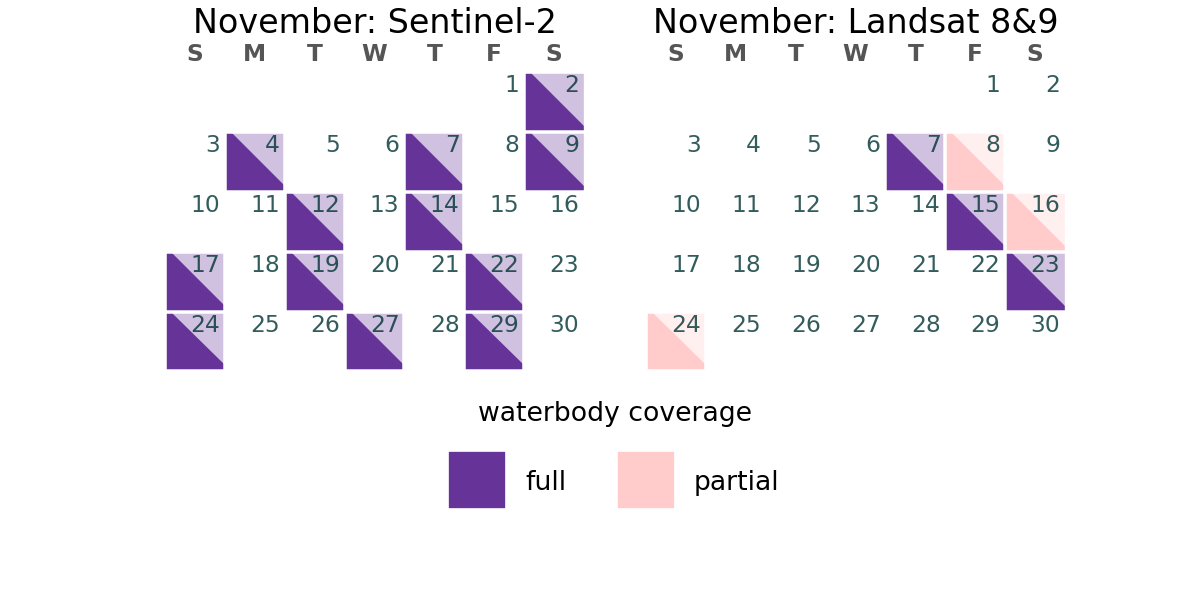 November: Sentinel-2
S M T W T F S
1 2
3 4 5 6 7 8 9
10 11 12 13 14 15 16
17 18 19 20 21 22 23
24 25 26 27 28 29 30
November: Landsat 8&9
S M T W T F S
1 2
3 4 5 6 7 8 9
10 11 12 13 14 15 16
17 18 19 20 21 22 23
24 25 26 27 28 29 30
waterbody coverage
full
partial